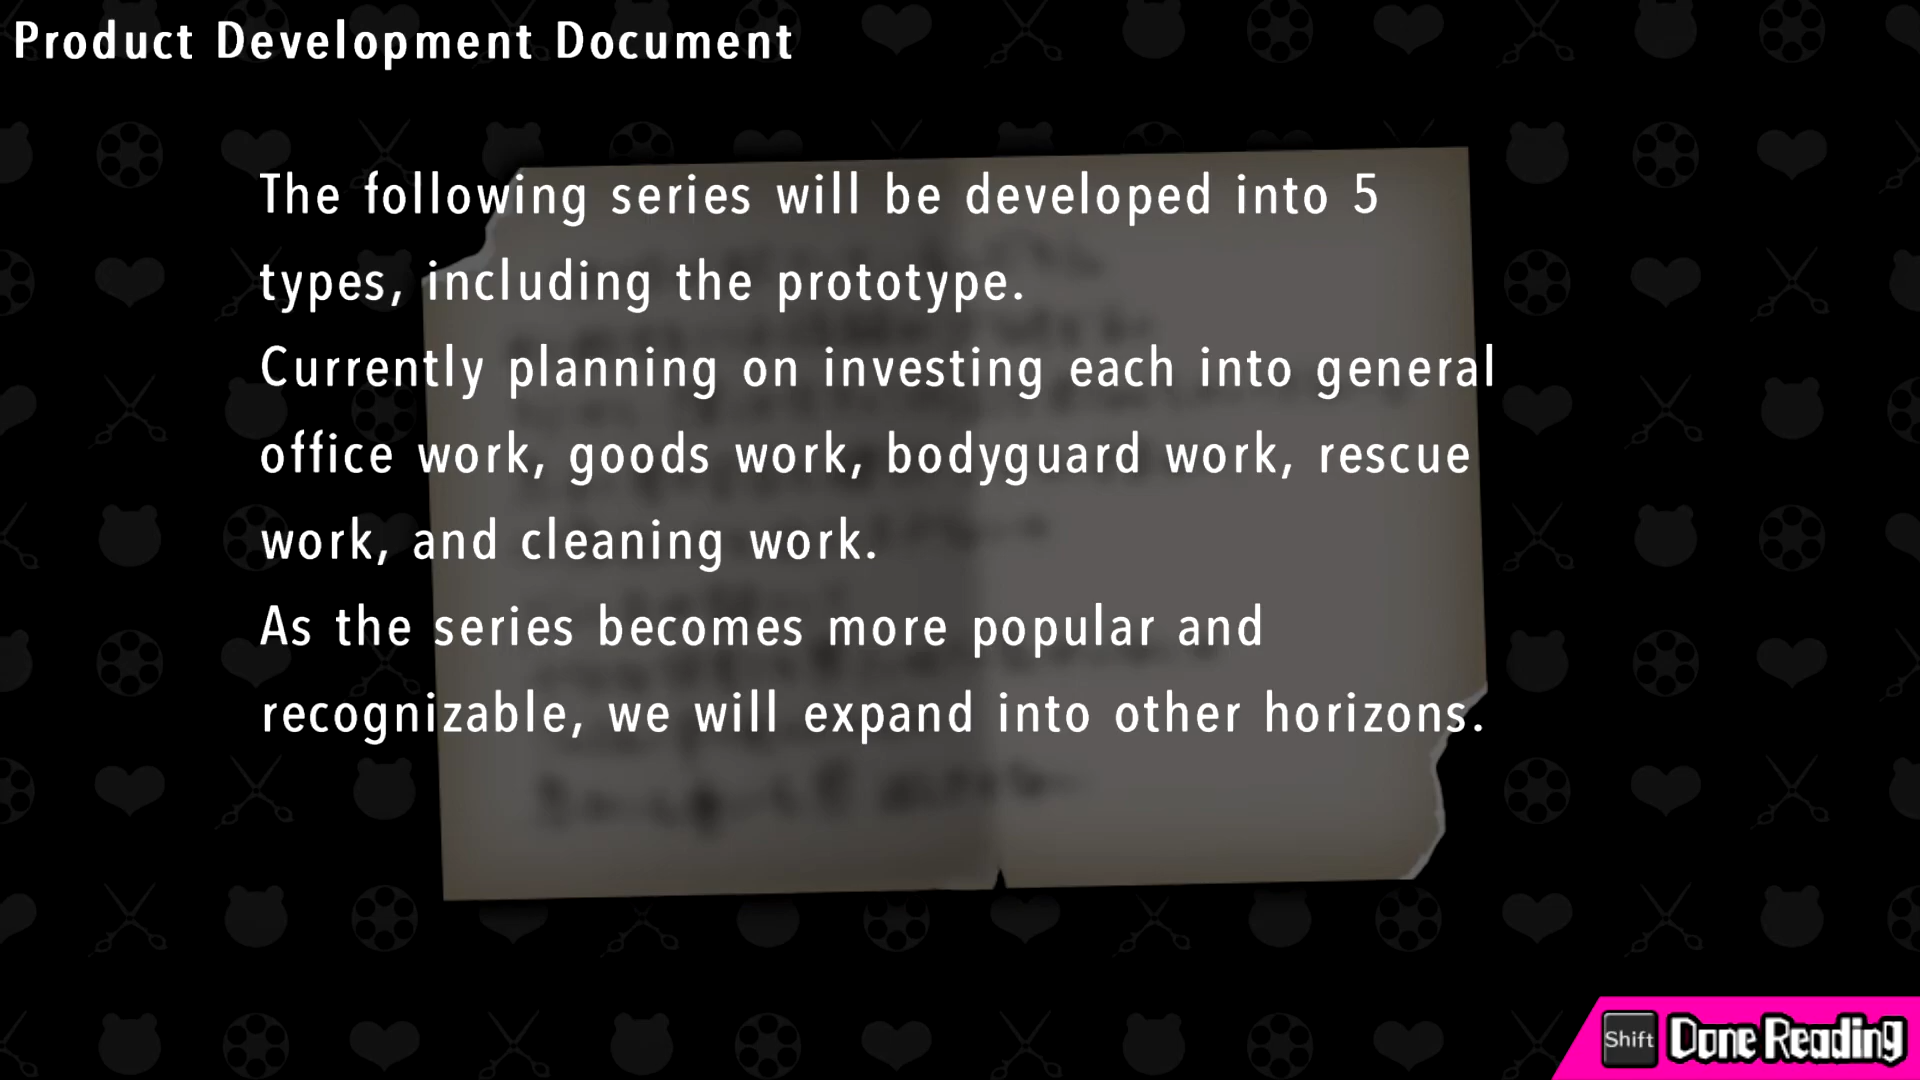 Product Development Document
The following series will be developed into 5
types, including the prototype.
Currently planning on investing each into general
office work, goods work, bodyguard work, rescue
work, and cleaning work.
As the series becomes more popular and
recognizable, we will expand into other horizons.
Shift Done Reading